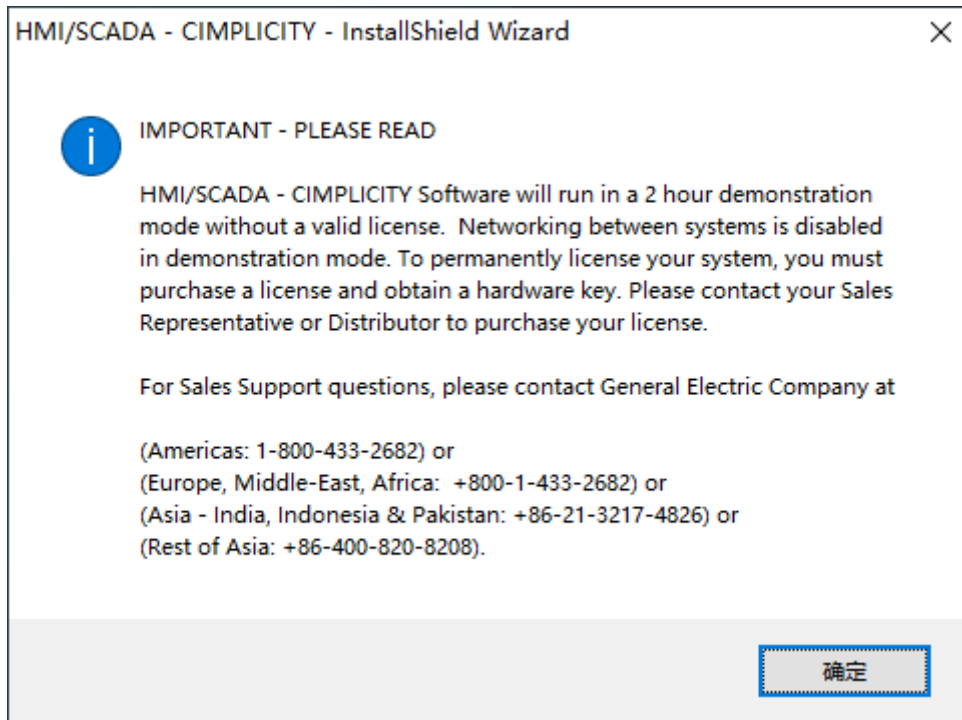 HMI/SCADA - CIMPLICITY - InstallShield Wizard
IMPORTANT - PLEASE READ
HMI/SCADA - CIMPLICITY Software will run in a 2 hour demonstration
mode without a valid license.  Networking between systems is disabled
in demonstration mode. To permanently license your system, you must
purchase a license and obtain a hardware key. Please contact your Sales
Representative or Distributor to purchase your license.
For Sales Support questions, please contact General Electric Company at
(Americas: 1-800-433-2682) or
(Europe, Middle-East, Africa:  +800-1-433-2682) or
(Asia - India, Indonesia & Pakistan: +86-21-3217-4826) or
(Rest of Asia: +86-400-820-8208).
确定